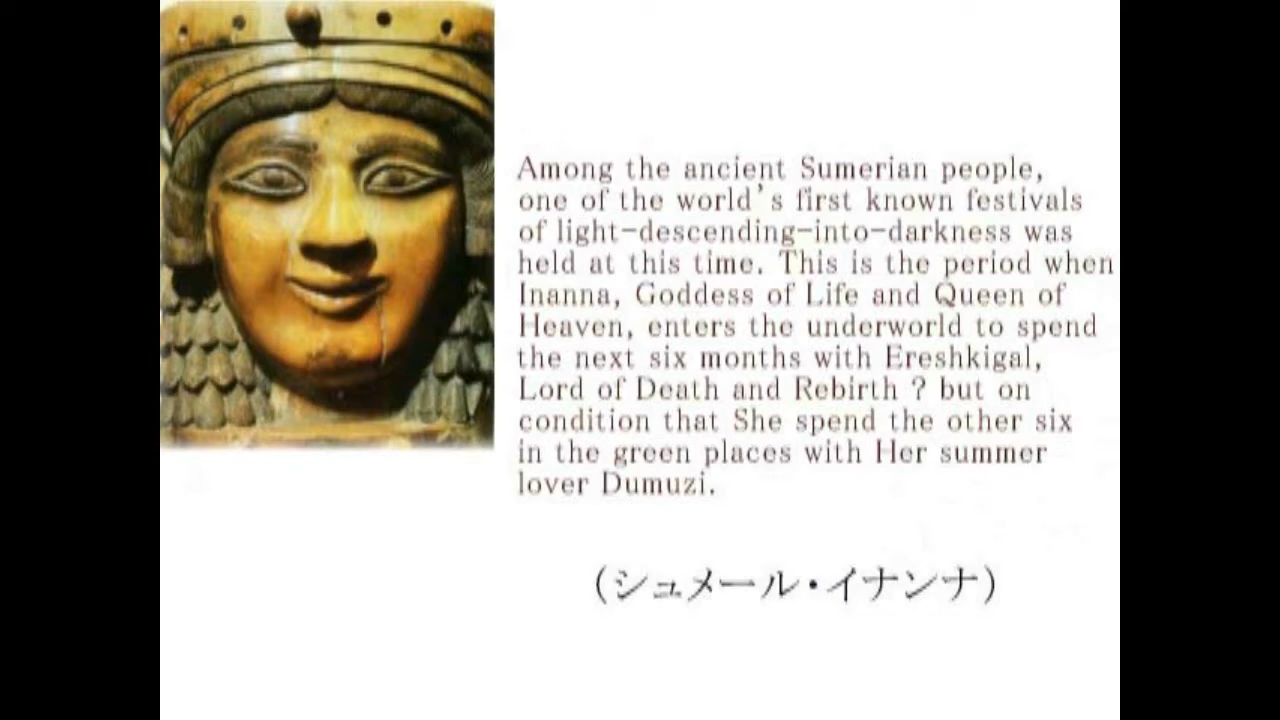 Among the ancient Sumerian people,
one of the world's first known festivals
of light-descending-into-darkness was
held at this time. This is the period when
Inanna, Goddess of Life and Queen of
Heaven, enters the underworld to spend
the next six months with Ereshkigal,
Lord of Death and Rebirth ? but on
condition that She spend the other six
in the green places with Her summer
lover Dumuzi.
(シュメール・イナンナ)